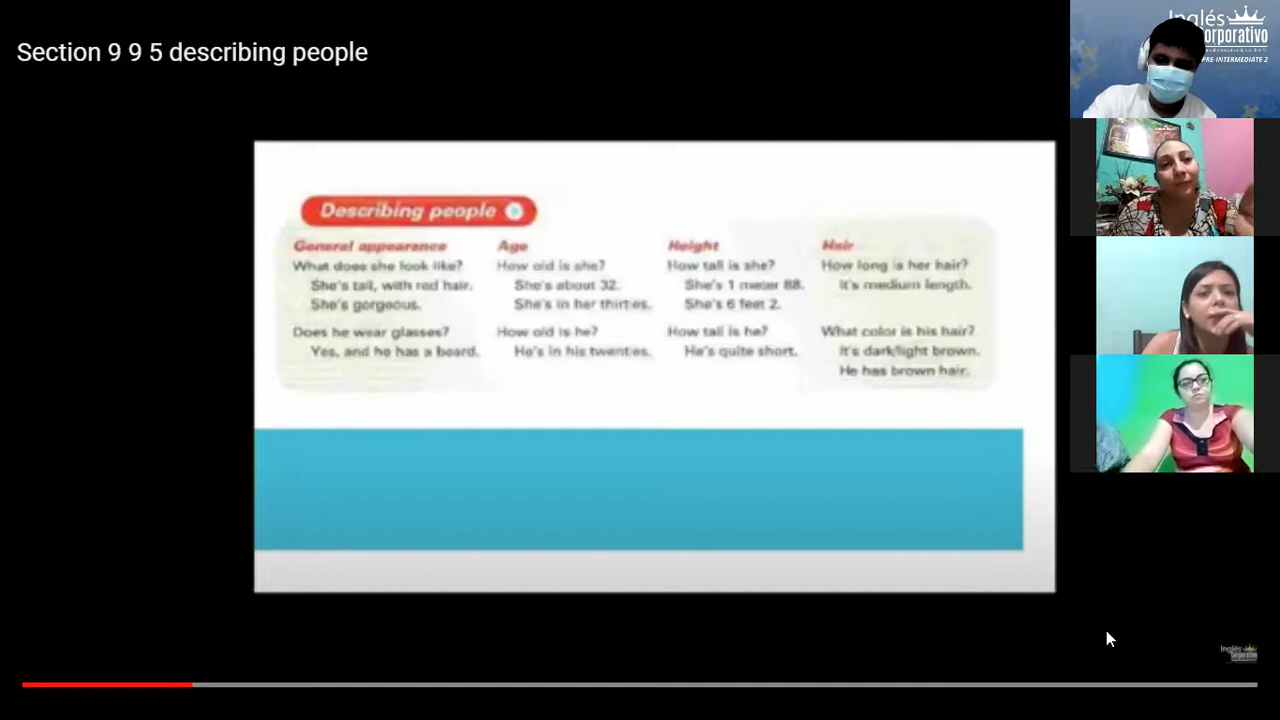 Section 9 9 5 describing people
Inglés
Corporativo
PRE-INTERMEDIATE 2
Describing people
General appearance
What does she look like?
She's tall, with red hair.
She's gorgeous.
Does he wear glasses?
Yes, and he has a beard.
Age
How old is she?
She's about 32.
She's in her thirties.
How old is he?
He's in his twenties.
Height
How tall is she?
She's 1 meter 88.
She's 6 feet 2.
How tall is he?
He's quite short.
Hair
How long is her hair?
It's medium length.
What color is his hair?
It's dark/light brown.
He has brown hair.
Inglés
Corporativo